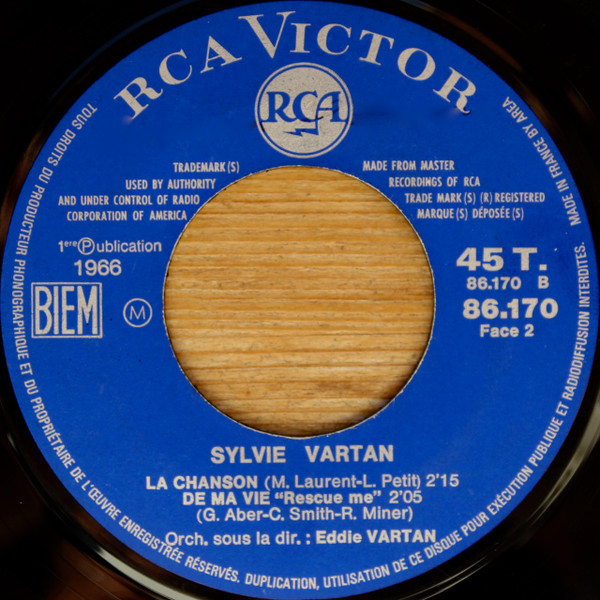 RCA VICTOR
RCA
TRADEMARK(S)
USED BY AUTHORITY
AND UNDER CONTROL OF RADIO
CORPORATION OF AMERICA
MADE FROM MASTER
RECORDINGS OF RCA
TRADE MARK(S) (R) REGISTERED
MARQUE(S) DÉPOSÉE(S)
1ere Ⓟublication
1966
BIEM
M
45 T.
86.170 B
86.170
Face 2
SYLVIE VARTAN
LA CHANSON (M. Laurent-L. Petit) 2'15
DE MA VIE "Rescue me" 2'05
(G. Aber-C. Smith-R. Miner)
Orch. sous la dir. : Eddie VARTAN
TOUS DROITS DU PRODUCTEUR PHONOGRAPHIQUE ET DU PROPRIÉTAIRE DE L'ŒUVRE ENREGISTRÉE RÉSERVÉS. DUPLICATION, UTILISATION DE CE DISQUE POUR EXÉCUTION PUBLIQUE ET RADIODIFFUSION INTERDITES. MADE IN FRANCE BY AREA